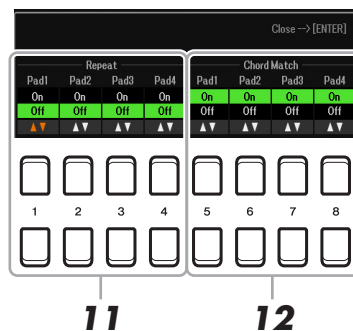 Close --> [ENTER]
Repeat Chord Match
Pad1 Pad2 Pad3 Pad4 Pad1 Pad2 Pad3 Pad4
On On On On On On On On
Off Off Off Off Off Off Off Off
1 2 3 4 5 6 7 8
11 12